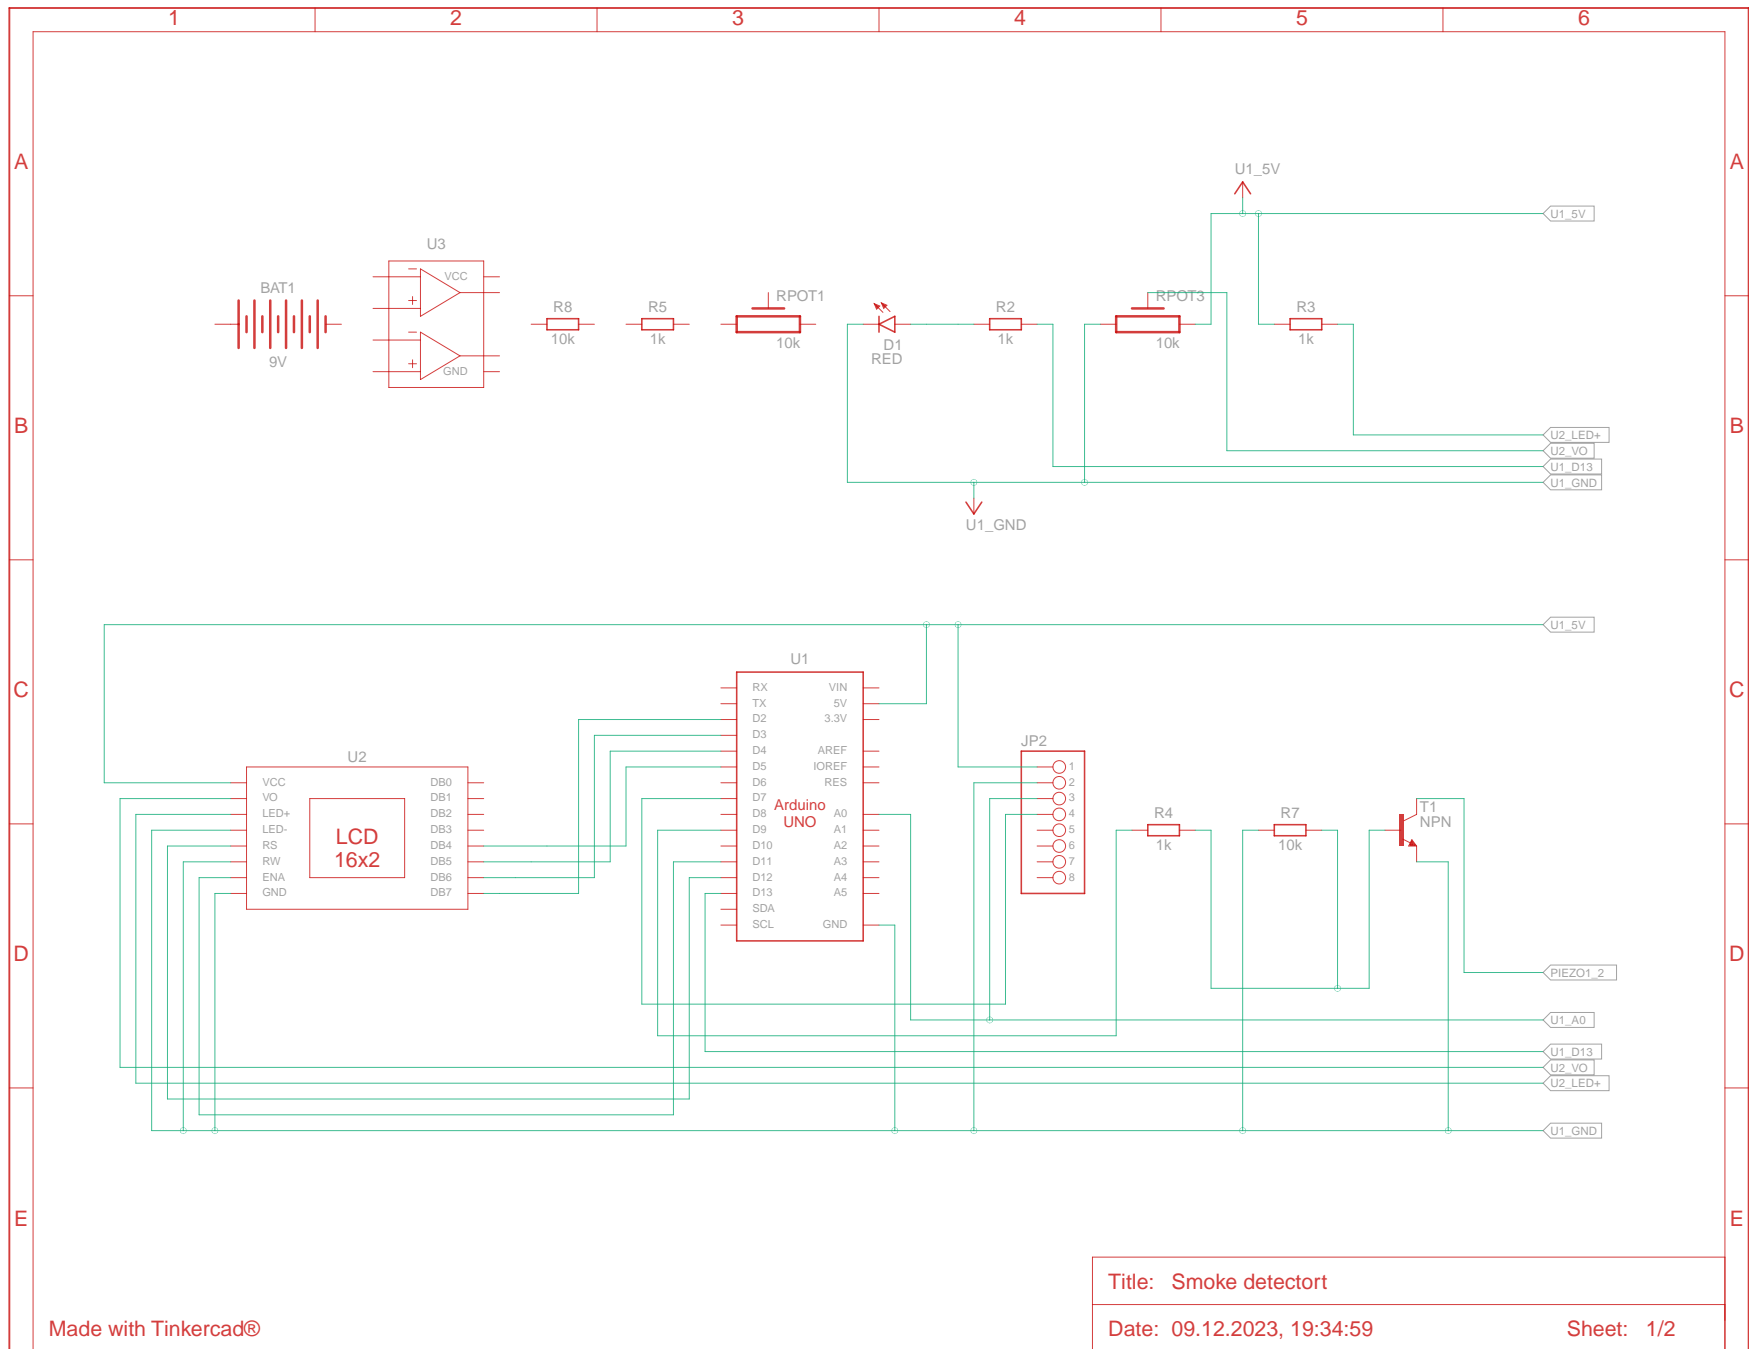 1 2 3 4 5 6
A A
U1_5V
U1_5V
U3
VCC
GND
BAT1
9V
R8
10k
R5
1k
RPOT1
10k
D1
RED
R2
1k
RPOT3
10k
R3
1k
B B
U2_LED+
U2_VO
U1_D13
U1_GND
U1_GND
U1_5V
C C
U1
RX VIN
TX 5V
D2 3.3V
D3
D4 AREF
D5 IOREF
D6 RES
D7
D8 A0
D9 A1
D10 A2
D11 A3
D12 A4
D13 A5
SDA
SCL GND
Arduino
UNO
U2
VCC DB0
VO DB1
LED+ DB2
LED- DB3
RS DB4
RW DB5
ENA DB6
GND DB7
LCD
16x2
JP2
1
2
3
4
5
6
7
8
R4
1k
R7
10k
T1
NPN
D D
PIEZO1_2
U1_A0
U1_D13
U2_VO
U2_LED+
U1_GND
E E
Title: Smoke detectort
Made with Tinkercad®
Date: 09.12.2023, 19:34:59 Sheet: 1/2